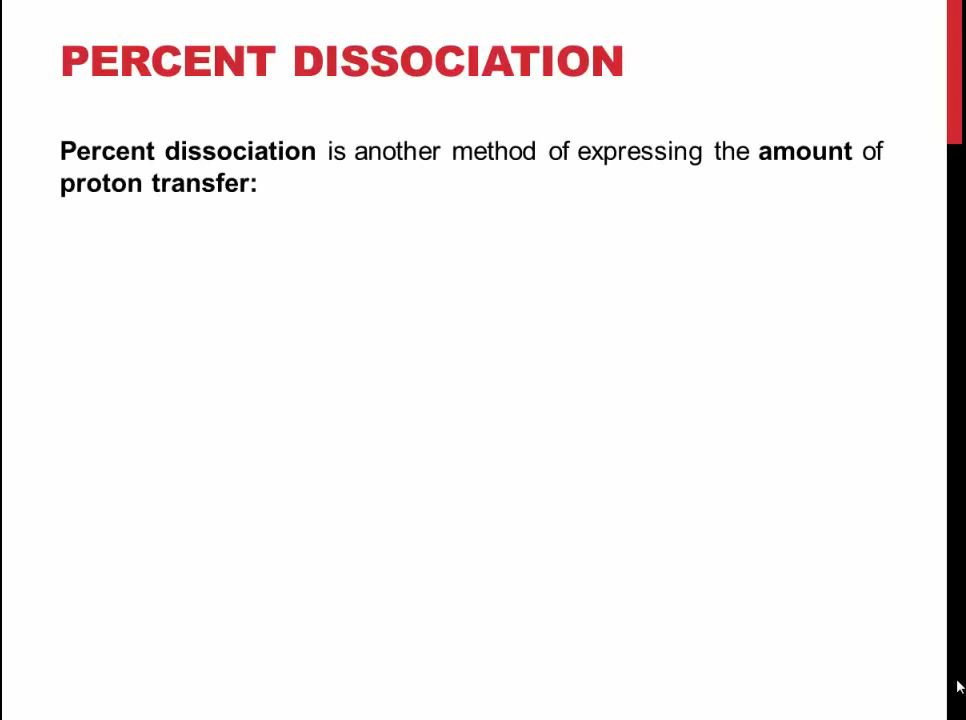 PERCENT DISSOCIATION
Percent dissociation is another method of expressing the amount of
proton transfer: